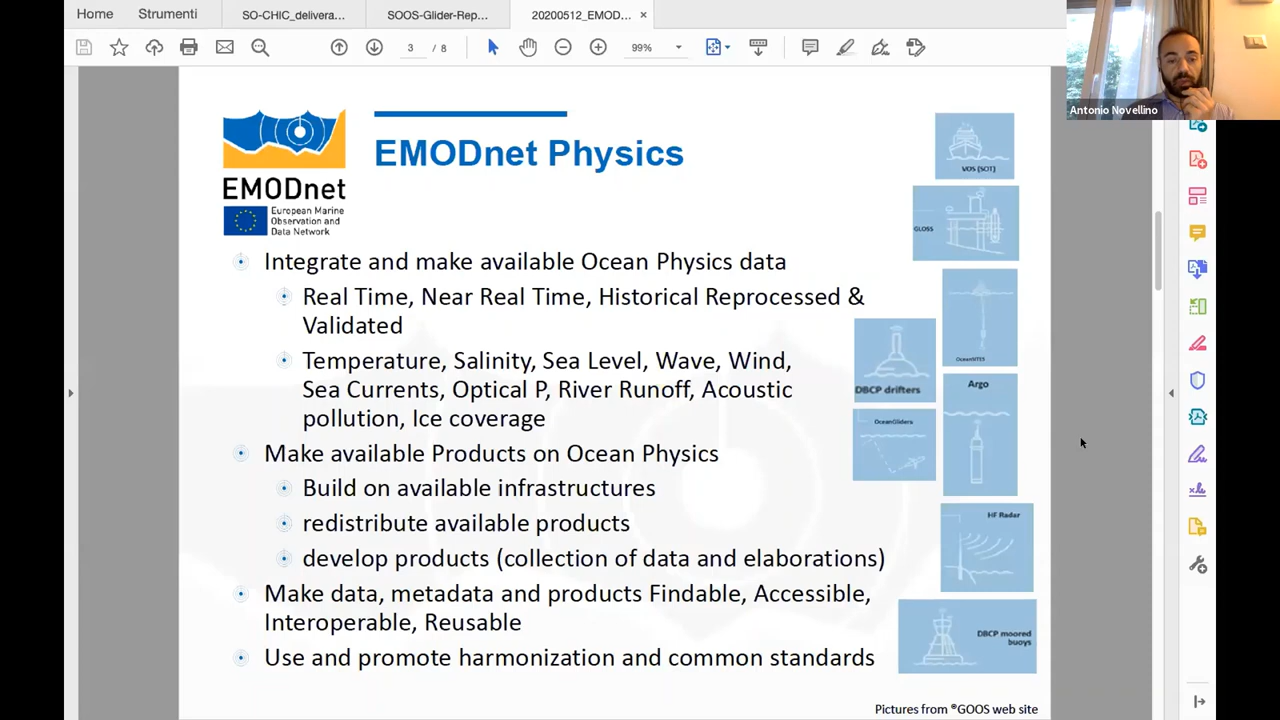 Home
Strumenti
SO-CHIC_delivera...
SOOS-Glider-Rep...
20200512_EMOD...
×
3 / 8
99%
Antonio Novellino
EMODnet
European Marine
Observation and
Data Network
EMODnet Physics
Integrate and make available Ocean Physics data
Real Time, Near Real Time, Historical Reprocessed &
Validated
Temperature, Salinity, Sea Level, Wave, Wind,
Sea Currents, Optical P, River Runoff, Acoustic
pollution, Ice coverage
Make available Products on Ocean Physics
Build on available infrastructures
redistribute available products
develop products (collection of data and elaborations)
Make data, metadata and products Findable, Accessible,
Interoperable, Reusable
Use and promote harmonization and common standards
VOS (SOT)
GLOSS
OceanSITES
DBCP drifters
Argo
OceanGliders
HF Radar
DBCP moored
buoys
Pictures from ®GOOS web site